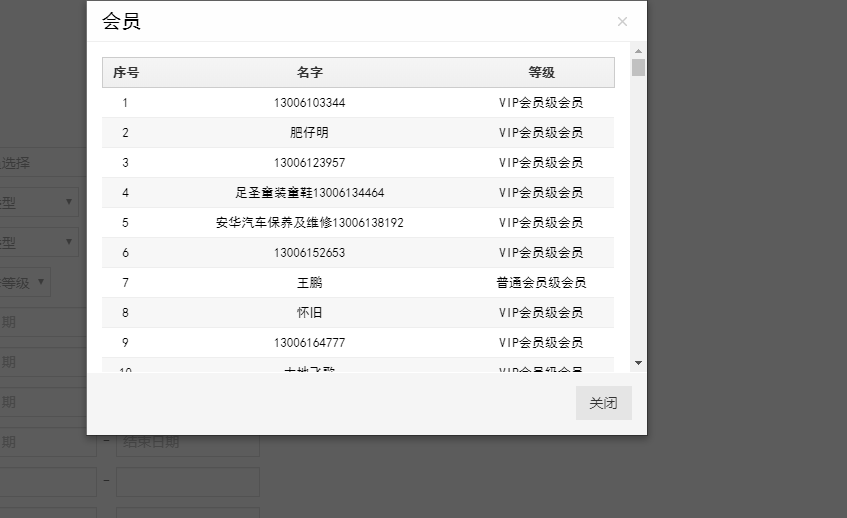 会员 ×
序号 名字 等级
1 13006103344 VIP会员级会员
2 肥仔明 VIP会员级会员
3 13006123957 VIP会员级会员
4 足圣童装童鞋13006134464 VIP会员级会员
5 安华汽车保养及维修13006138192 VIP会员级会员
6 13006152653 VIP会员级会员
7 王鹏 普通会员级会员
8 怀旧 VIP会员级会员
9 13006164777 VIP会员级会员
10 大地飞歌 VIP会员级会员
关闭
选择
型
型
等级
期
期
期
期 - 结束日期
-